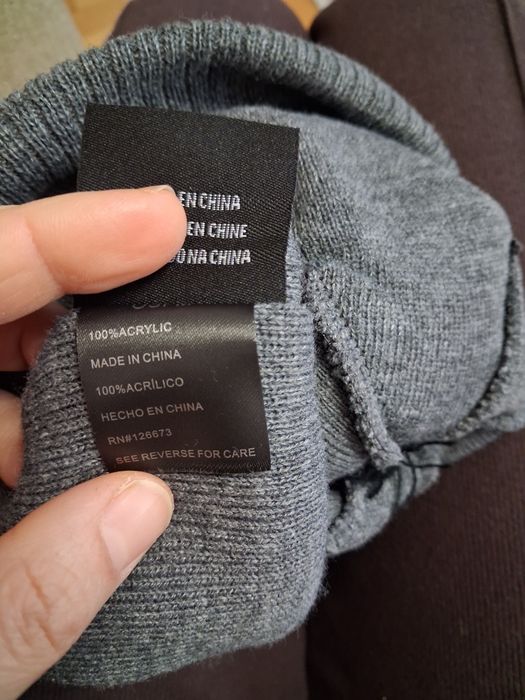 EN CHINA
EN CHINE
NA CHINA
100%ACRYLIC
MADE IN CHINA
100%ACRÍLICO
HECHO EN CHINA
RN#126673
SEE REVERSE FOR CARE